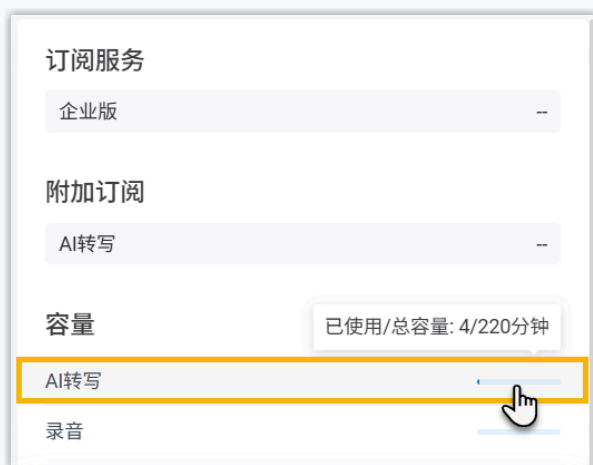 订阅服务
企业版 --
附加订阅
AI转写 --
容量
已使用/总容量: 4/220分钟
AI转写
录音